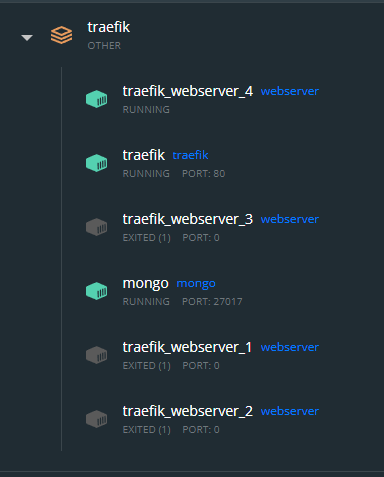 traefik
OTHER
traefik_webserver_4 webserver
RUNNING
traefik traefik
RUNNING PORT: 80
traefik_webserver_3 webserver
EXITED (1) PORT: 0
mongo mongo
RUNNING PORT: 27017
traefik_webserver_1 webserver
EXITED (1) PORT: 0
traefik_webserver_2 webserver
EXITED (1) PORT: 0